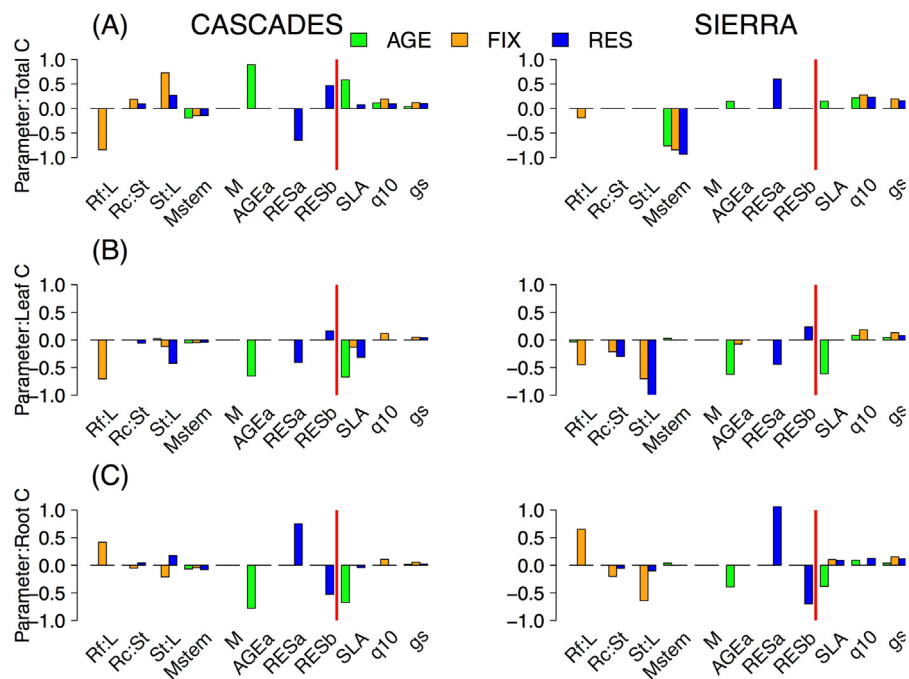 (A) CASCADES SIERRA
AGE FIX RES
Parameter:Total C
1.0
0.5
0.0
−0.5
−1.0
Rf:L Rc:St St:L Mstem M AGEa RESa RESb SLA q10 gs
1.0
0.5
0.0
−0.5
−1.0
Rf:L Rc:St St:L Mstem M AGEa RESa RESb SLA q10 gs
(B)
Parameter:Leaf C
1.0
0.5
0.0
−0.5
−1.0
Rf:L Rc:St St:L Mstem M AGEa RESa RESb SLA q10 gs
1.0
0.5
0.0
−0.5
−1.0
Rf:L Rc:St St:L Mstem M AGEa RESa RESb SLA q10 gs
(C)
Parameter:Root C
1.0
0.5
0.0
−0.5
−1.0
Rf:L Rc:St St:L Mstem M AGEa RESa RESb SLA q10 gs
1.0
0.5
0.0
−0.5
−1.0
Rf:L Rc:St St:L Mstem M AGEa RESa RESb SLA q10 gs